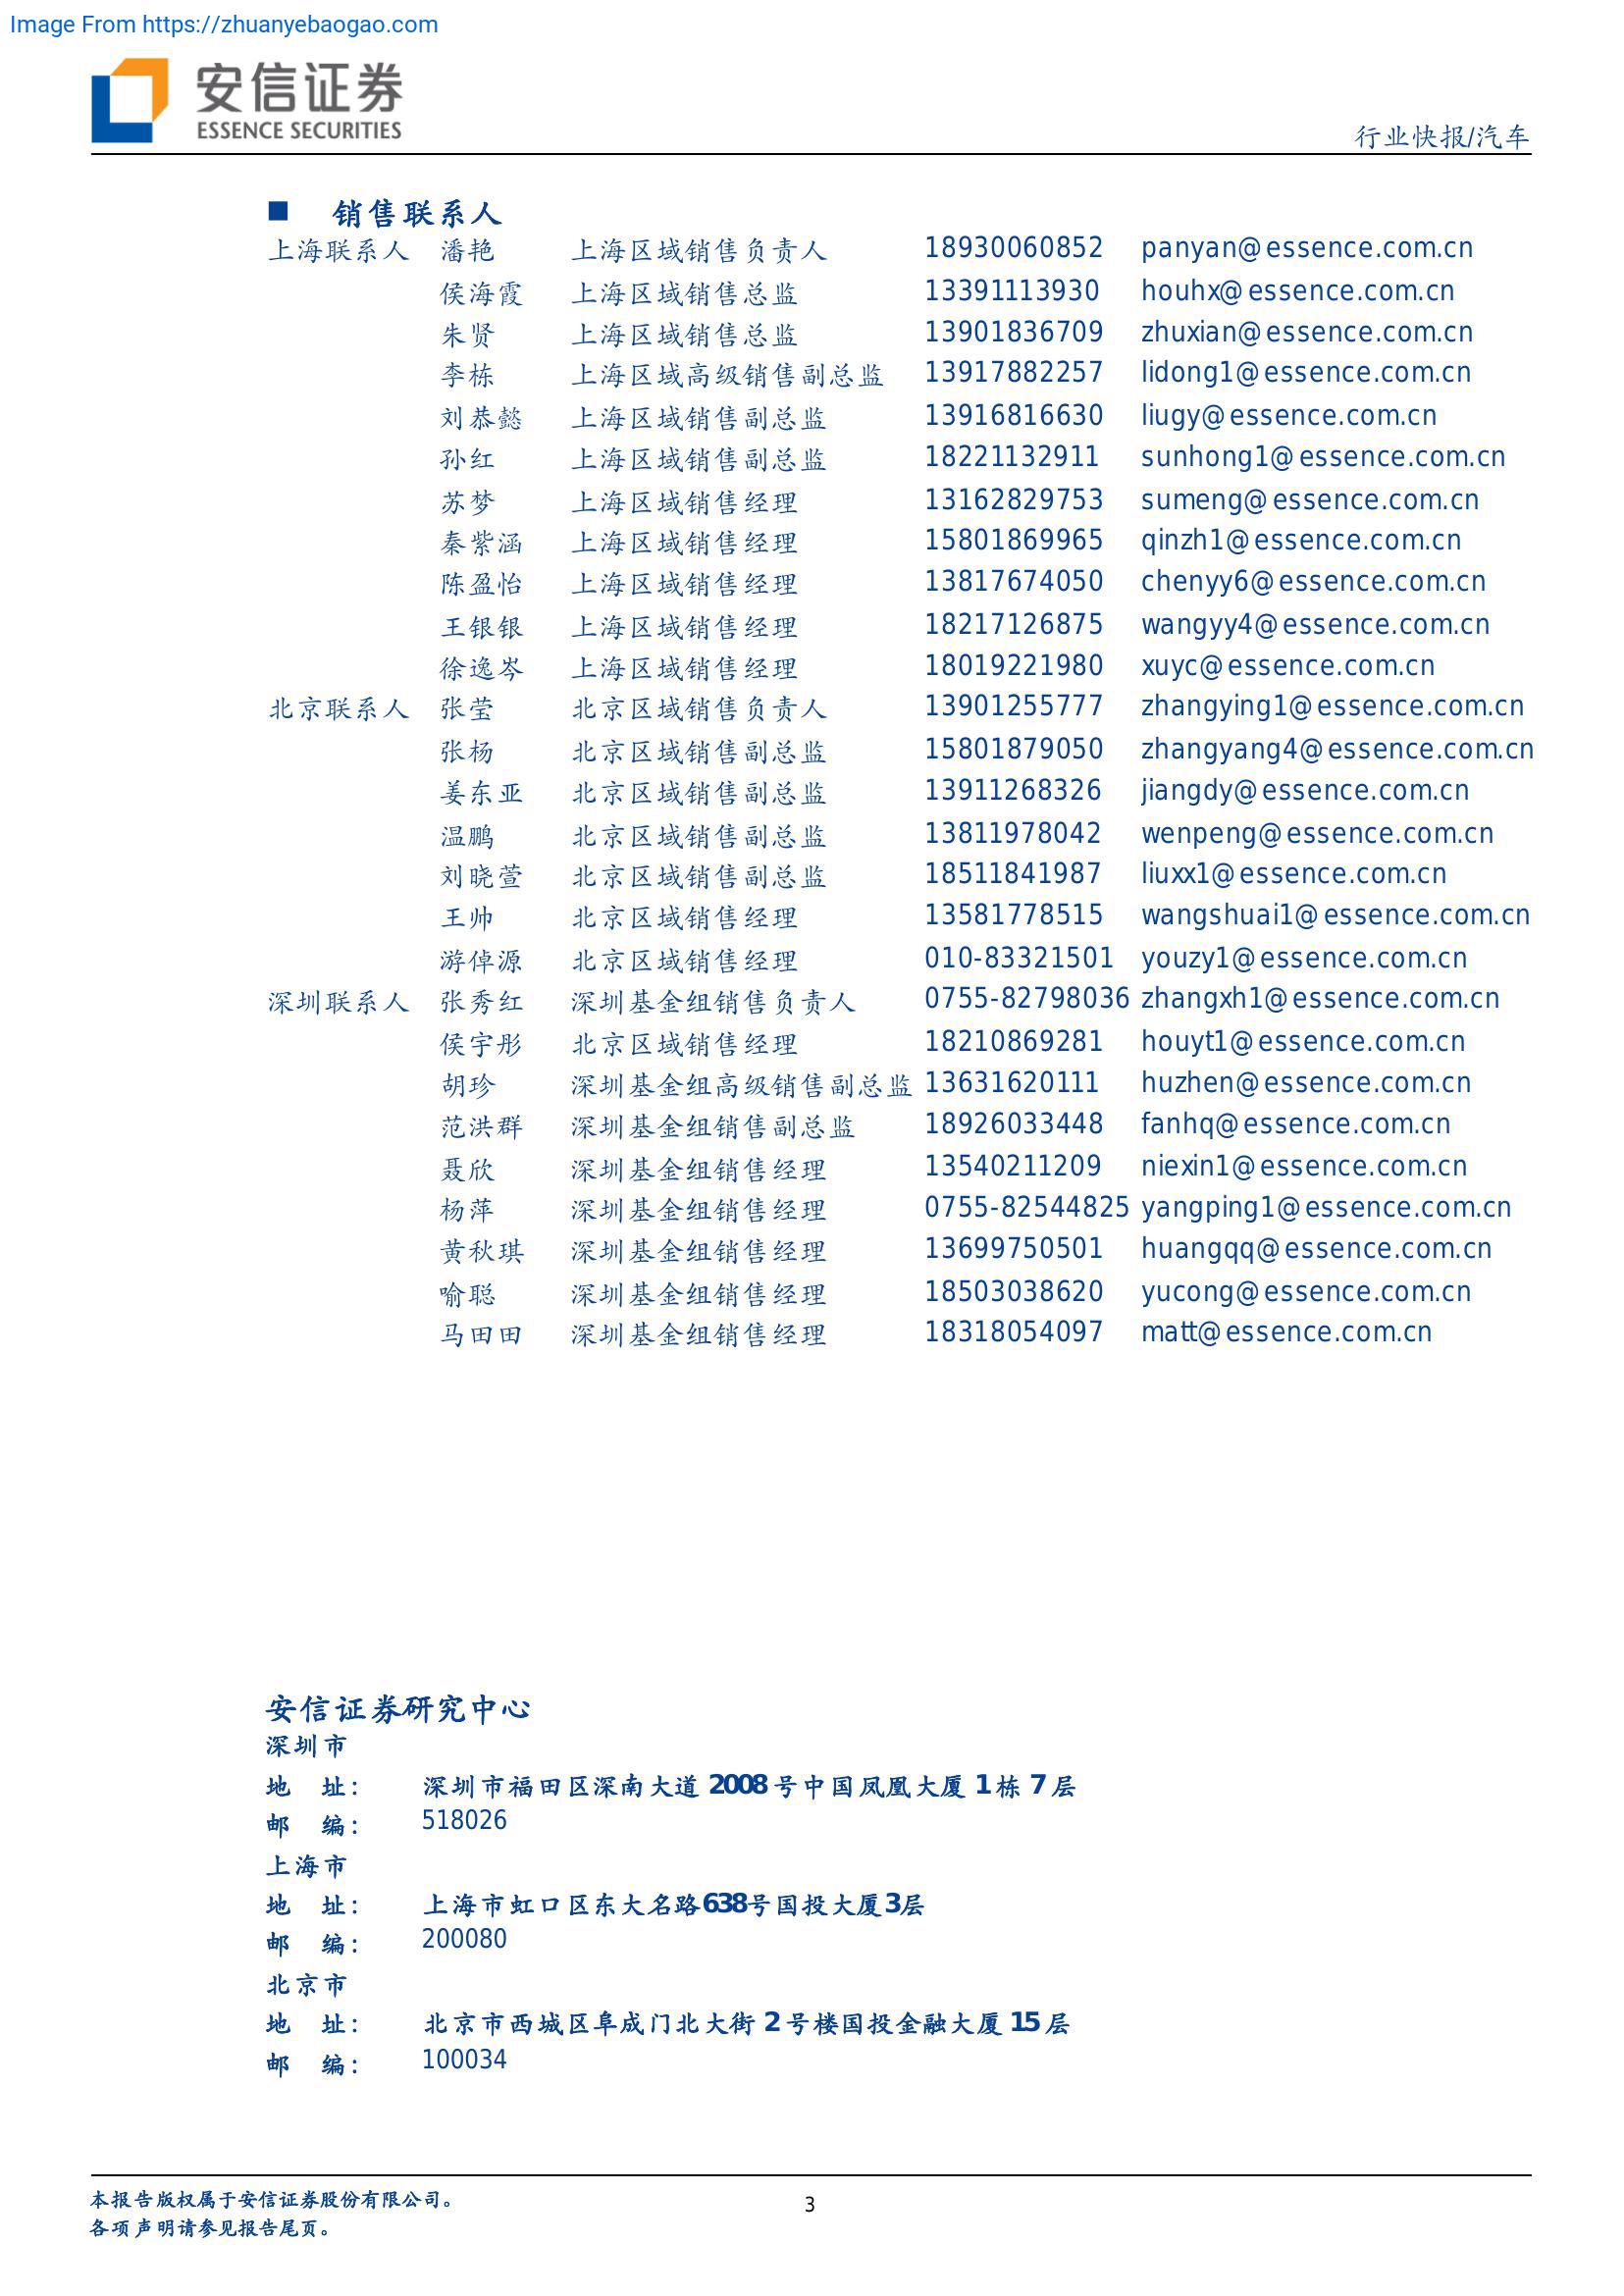 Image From https://zhuanyebaogao.com
安信证券
ESSENCE SECURITIES
行业快报/汽车
■ 销售联系人
上海联系人 潘艳 上海区域销售负责人 18930060852 panyan@essence.com.cn
侯海霞 上海区域销售总监 13391113930 houhx@essence.com.cn
朱贤 上海区域销售总监 13901836709 zhuxian@essence.com.cn
李栋 上海区域高级销售副总监 13917882257 lidong1@essence.com.cn
刘恭懿 上海区域销售副总监 13916816630 liugy@essence.com.cn
孙红 上海区域销售副总监 18221132911 sunhong1@essence.com.cn
苏梦 上海区域销售经理 13162829753 sumeng@essence.com.cn
秦紫涵 上海区域销售经理 15801869965 qinzh1@essence.com.cn
陈盈怡 上海区域销售经理 13817674050 chenyy6@essence.com.cn
王银银 上海区域销售经理 18217126875 wangyy4@essence.com.cn
徐逸岑 上海区域销售经理 18019221980 xuyc@essence.com.cn
北京联系人 张莹 北京区域销售负责人 13901255777 zhangying1@essence.com.cn
张杨 北京区域销售副总监 15801879050 zhangyang4@essence.com.cn
姜东亚 北京区域销售副总监 13911268326 jiangdy@essence.com.cn
温鹏 北京区域销售副总监 13811978042 wenpeng@essence.com.cn
刘晓萱 北京区域销售副总监 18511841987 liuxx1@essence.com.cn
王帅 北京区域销售经理 13581778515 wangshuai1@essence.com.cn
游倬源 北京区域销售经理 010-83321501 youzy1@essence.com.cn
深圳联系人 张秀红 深圳基金组销售负责人 0755-82798036 zhangxh1@essence.com.cn
侯宇彤 北京区域销售经理 18210869281 houyt1@essence.com.cn
胡珍 深圳基金组高级销售副总监 13631620111 huzhen@essence.com.cn
范洪群 深圳基金组销售副总监 18926033448 fanhq@essence.com.cn
聂欣 深圳基金组销售经理 13540211209 niexin1@essence.com.cn
杨萍 深圳基金组销售经理 0755-82544825 yangping1@essence.com.cn
黄秋琪 深圳基金组销售经理 13699750501 huangqq@essence.com.cn
喻聪 深圳基金组销售经理 18503038620 yucong@essence.com.cn
马田田 深圳基金组销售经理 18318054097 matt@essence.com.cn
安信证券研究中心
深圳市
地 址： 深圳市福田区深南大道 2008 号中国凤凰大厦 1 栋 7 层
邮 编： 518026
上海市
地 址： 上海市虹口区东大名路638号国投大厦3层
邮 编： 200080
北京市
地 址： 北京市西城区阜成门北大街 2 号楼国投金融大厦 15 层
邮 编： 100034
本报告版权属于安信证券股份有限公司。
3
各项声明请参见报告尾页。